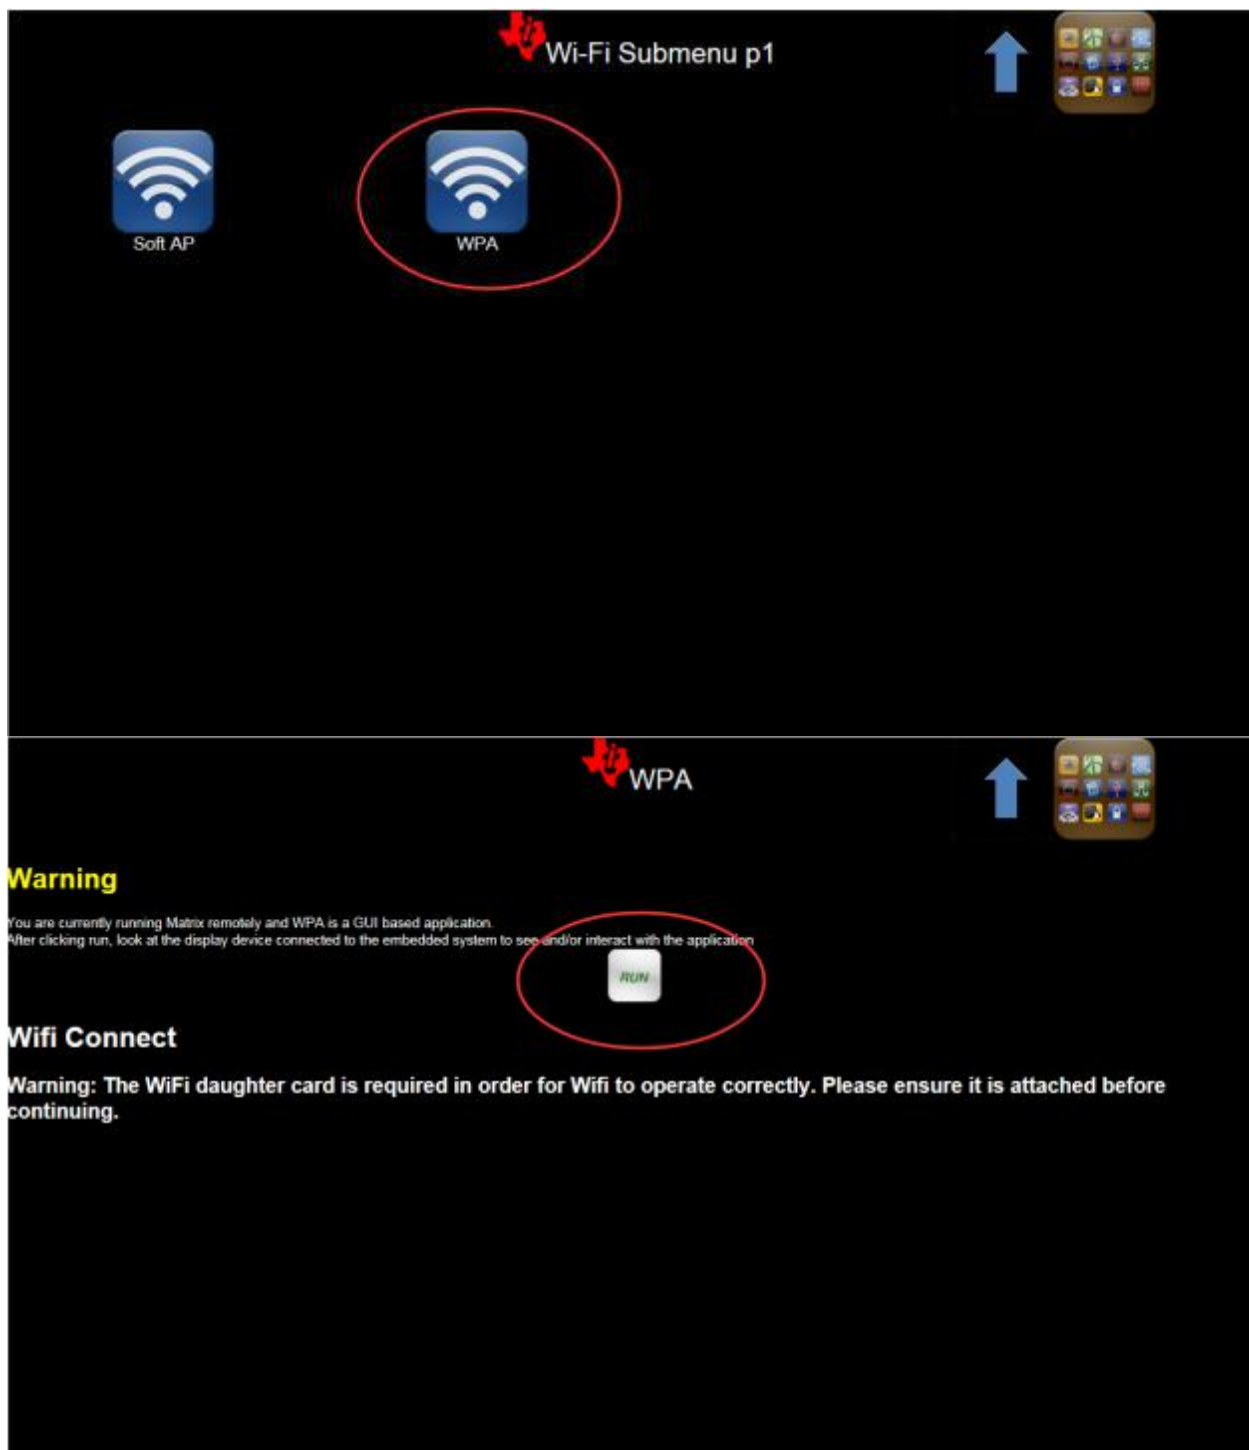 Wi-Fi Submenu p1
Soft AP
WPA
WPA
Warning
You are currently running Matrix remotely and WPA is a GUI based application.
After clicking run, look at the display device connected to the embedded system to see and/or interact with the application
RUN
Wifi Connect
Warning: The WiFi daughter card is required in order for Wifi to operate correctly. Please ensure it is attached before
continuing.